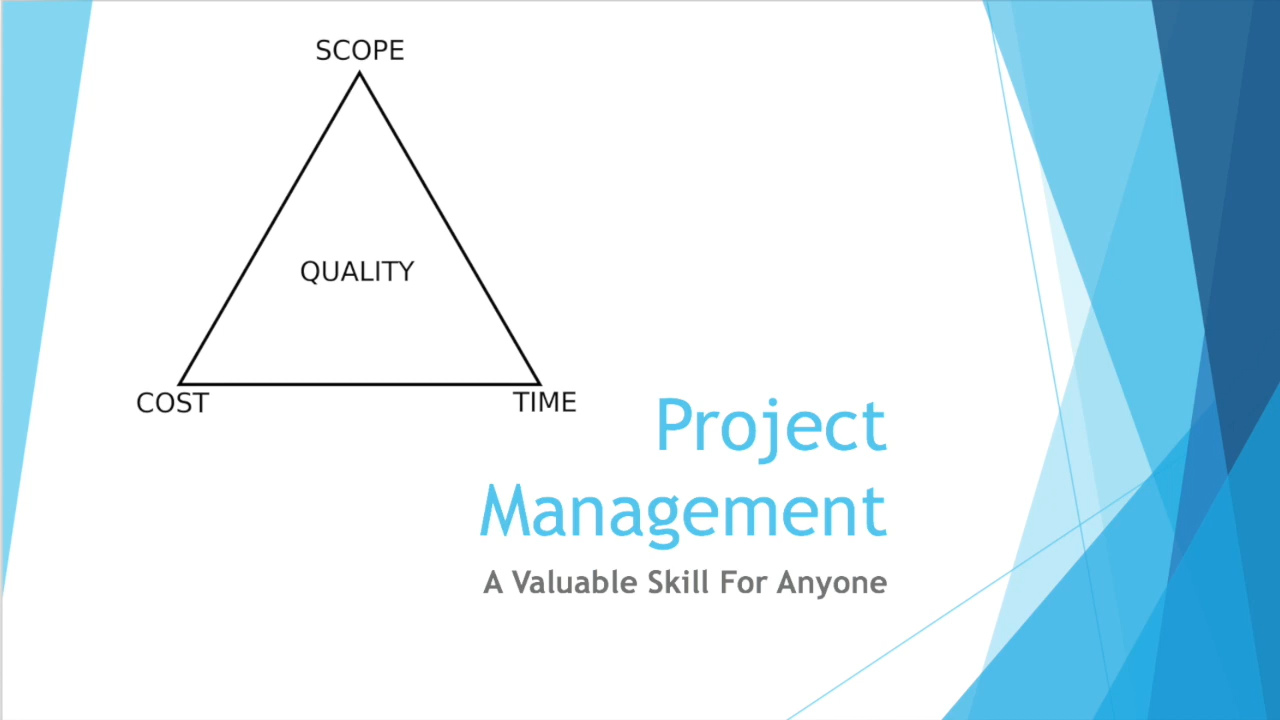 SCOPE
QUALITY
COST
TIME
Project
Management
A Valuable Skill For Anyone